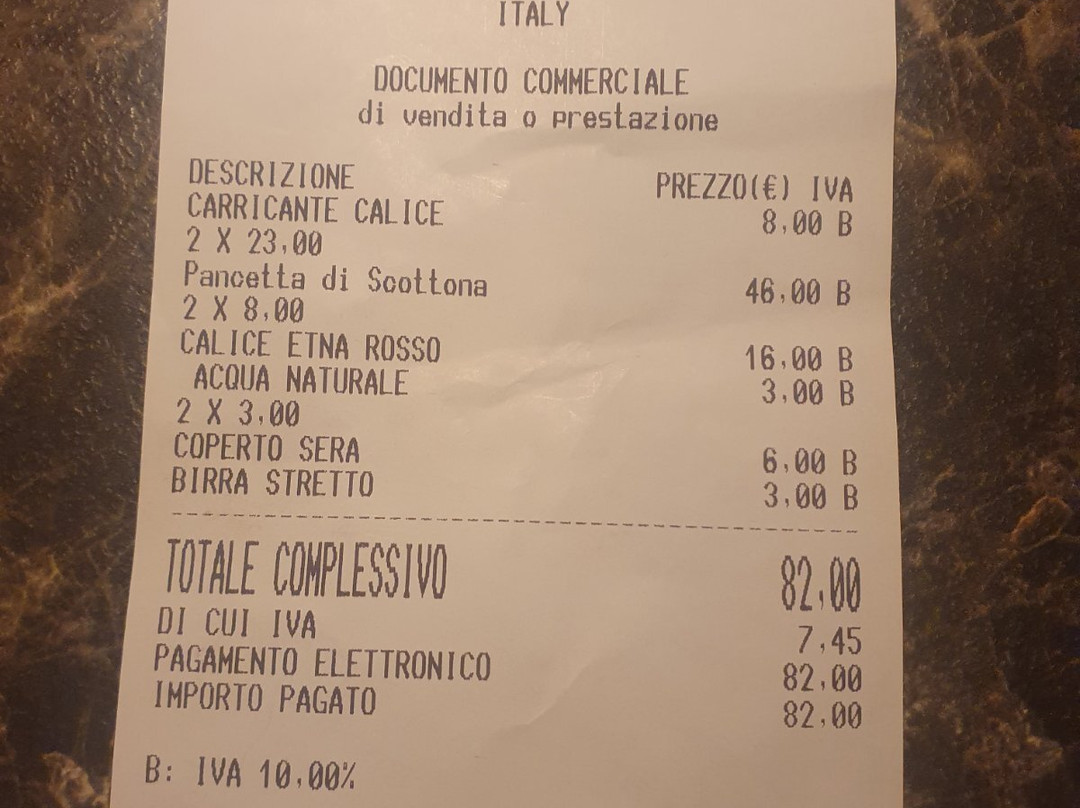 ITALY
DOCUMENTO COMMERCIALE
di vendita o prestazione
DESCRIZIONE PREZZO(€) IVA
CARRICANTE CALICE 8,00 B
2 X 23,00
Pancetta di Scottona 46,00 B
2 X 8,00
CALICE ETNA ROSSO 16,00 B
ACQUA NATURALE 3,00 B
2 X 3,00
COPERTO SERA 6,00 B
BIRRA STRETTO 3,00 B
TOTALE COMPLESSIVO 82,00
DI CUI IVA 7,45
PAGAMENTO ELETTRONICO 82,00
IMPORTO PAGATO 82,00
B: IVA 10,00%